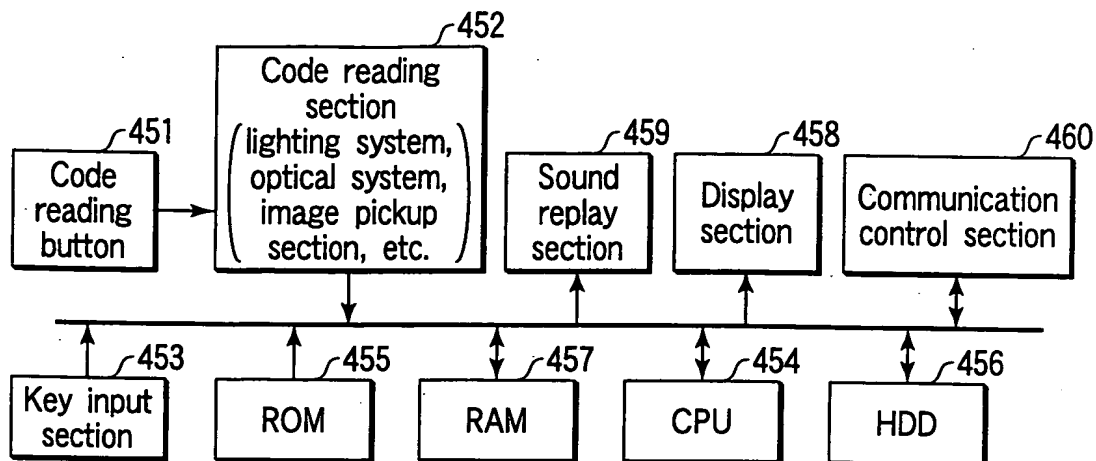 452
Code reading
section
lighting system,
optical system,
image pickup
section, etc.
451
Code
reading
button
459
Sound
replay
section
458
Display
section
460
Communication
control section
453
Key input
section
455
ROM
457
RAM
454
CPU
456
HDD